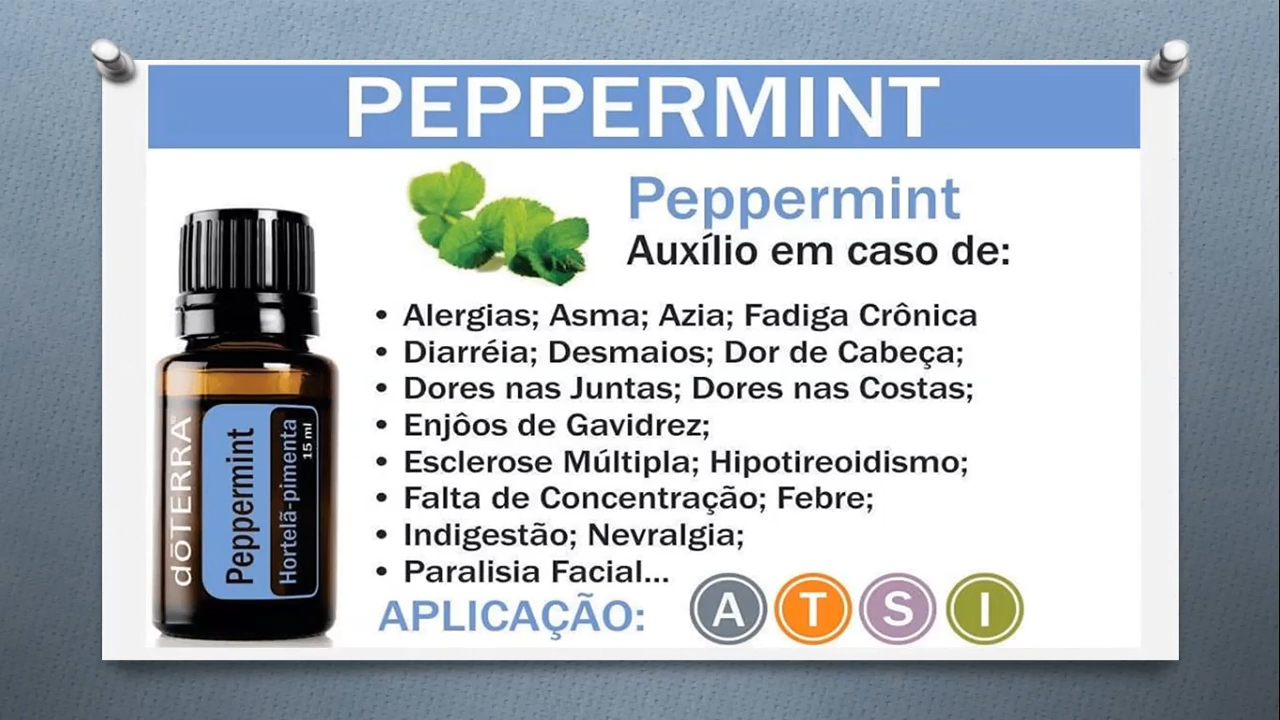 PEPPERMINT
Peppermint
Auxílio em caso de:
• Alergias; Asma; Azia; Fadiga Crônica
• Diarréia; Desmaios; Dor de Cabeça;
• Dores nas Juntas; Dores nas Costas;
• Enjôos de Gavidrez;
• Esclerose Múltipla; Hipotireoidismo;
• Falta de Concentração; Febre;
• Indigestão; Nevralgia;
• Paralisia Facial...
APLICAÇÃO: A T S I
dōTERRA®
Peppermint
Hortelã-pimenta
15 ml